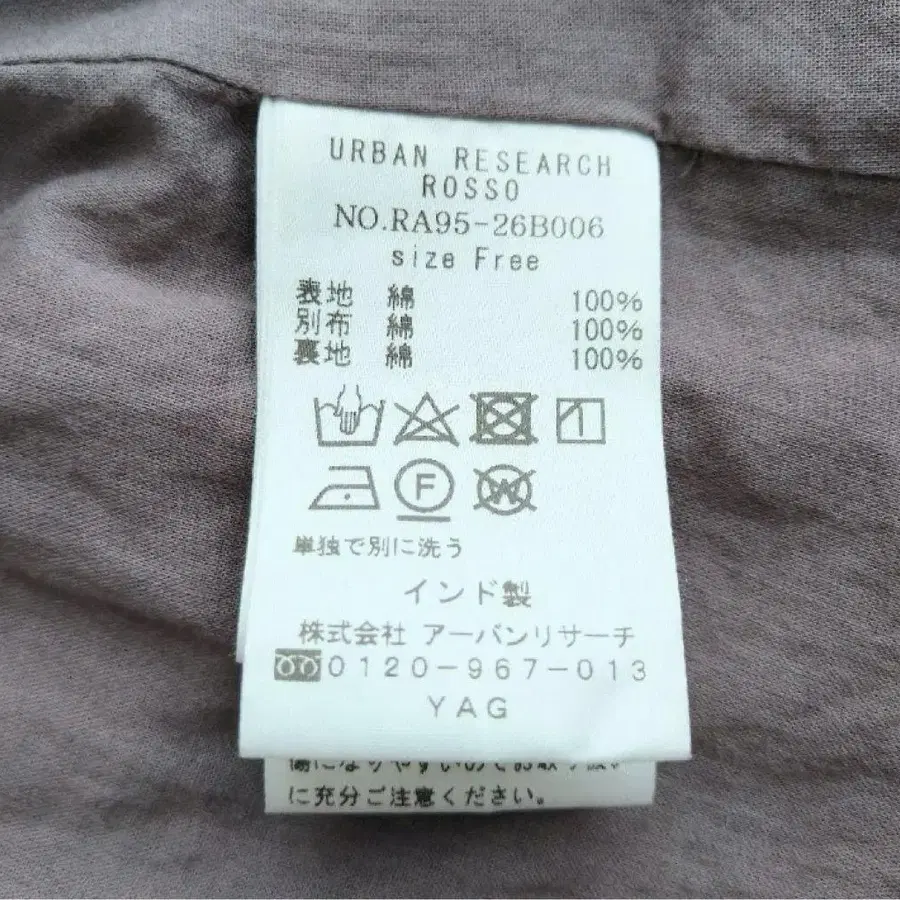 URBAN RESEARCH
ROSSO
NO.RA95-26B006
size Free
表地 綿 100%
別布 綿 100%
裏地 綿 100%
F
W
単独で別に洗う
インド製
株式会社 アーバンリサーチ
0120-967-013
YAG
に充分ご注意ください。